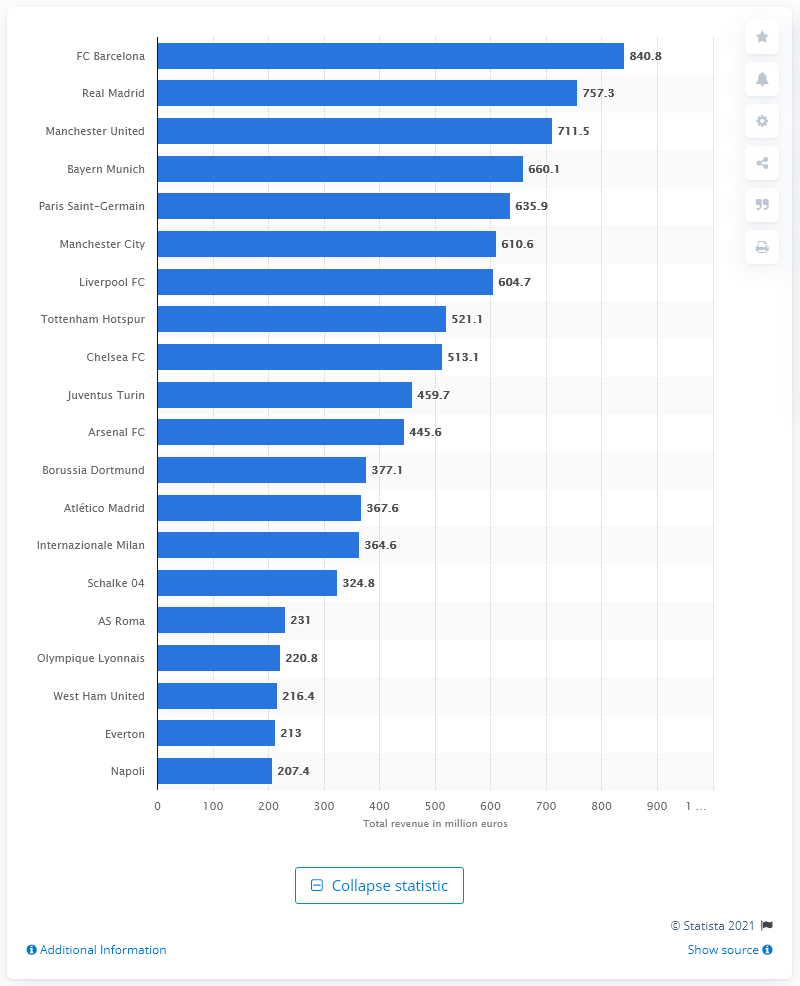 FC Barcelona 840.8
Real Madrid 757.3
Manchester United 711.5
Bayern Munich 660.1
Paris Saint-Germain 635.9
Manchester City 610.6
Liverpool FC 604.7
Tottenham Hotspur 521.1
Chelsea FC 513.1
Juventus Turin 459.7
Arsenal FC 445.6
Borussia Dortmund 377.1
Atlético Madrid 367.6
Internazionale Milan 364.6
Schalke 04 324.8
AS Roma 231
Olympique Lyonnais 220.8
West Ham United 216.4
Everton 213
Napoli 207.4
0 100 200 300 400 500 600 700 800 900 1 ...
Total revenue in million euros
Collapse statistic
© Statista 2021
Additional Information Show source